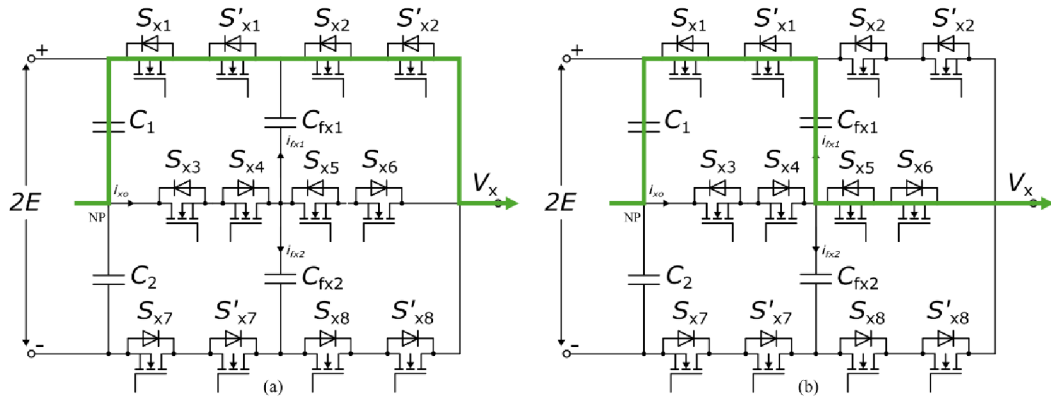 Sx1 S'x1 Sx2 S'x2
+
C1
Cfx1
ifx1
Sx3 Sx4 Sx5 Sx6
ixo
Vx
2E
NP
ifx2
C2
Cfx2
Sx7 S'x7 Sx8 S'x8
-
(a)
Sx1 S'x1 Sx2 S'x2
+
C1
Cfx1
ifx1
Sx3 Sx4 Sx5 Sx6
ixo
Vx
2E
NP
ifx2
C2
Cfx2
Sx7 S'x7 Sx8 S'x8
-
(b)